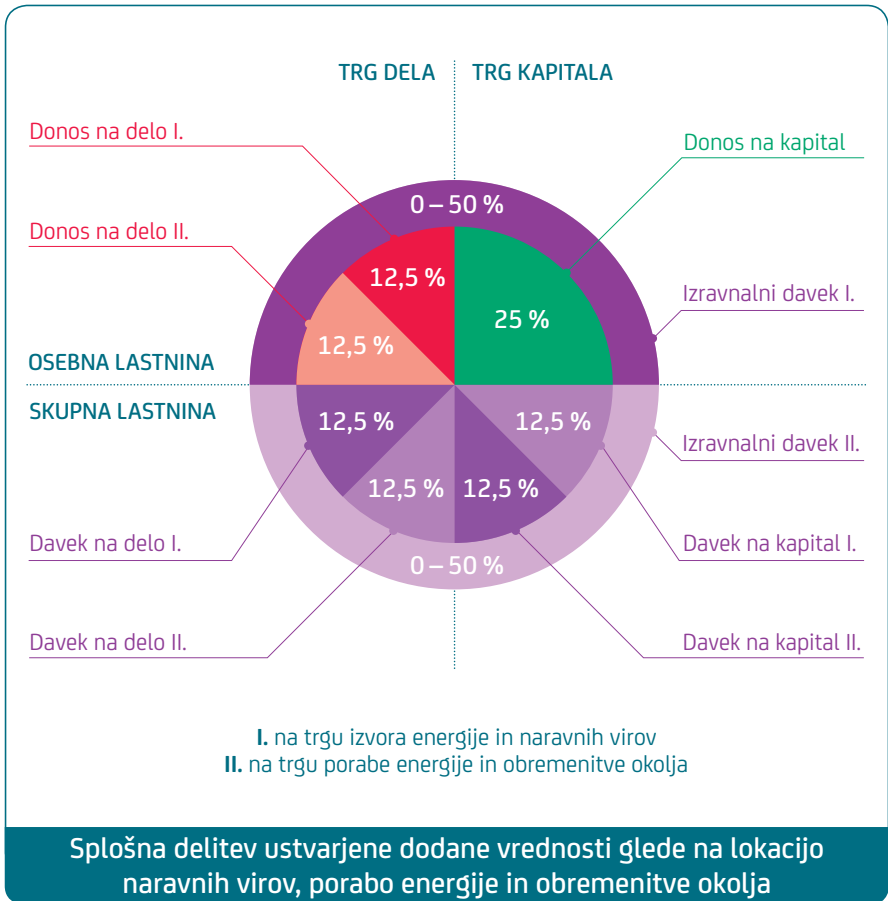 TRG DELA TRG KAPITALA
Donos na delo I.
Donos na kapital
Donos na delo II.
0 – 50 %
12,5 %
25 %
12,5 %
Izravnalni davek I.
OSEBNA LASTNINA
SKUPNA LASTNINA
12,5 %
12,5 %
12,5 %
12,5 %
Izravnalni davek II.
Davek na delo I.
Davek na kapital I.
0 – 50 %
Davek na delo II.
Davek na kapital II.
I. na trgu izvora energije in naravnih virov
II. na trgu porabe energije in obremenitve okolja
Splošna delitev ustvarjene dodane vrednosti glede na lokacijo
naravnih virov, porabo energije in obremenitve okolja